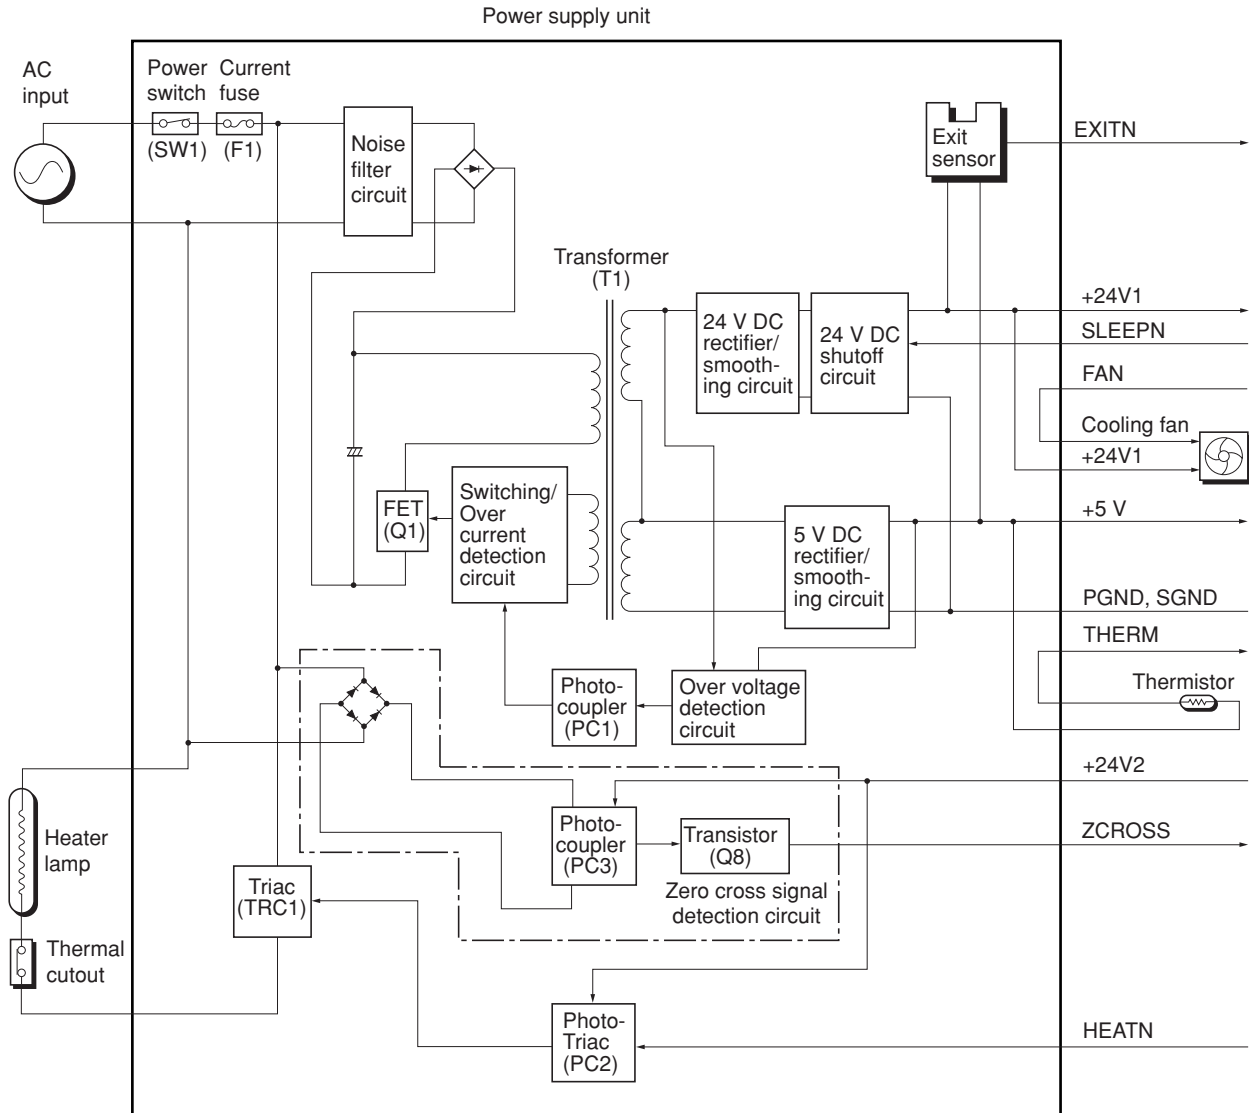 Power supply unit
AC
input
Power
switch
(SW1)
Current
fuse
(F1)
Noise
filter
circuit
Exit
sensor
EXITN
Transformer
(T1)
24 V DC
rectifier/
smooth-
ing circuit
24 V DC
shutoff
circuit
+24V1
SLEEPN
FAN
Cooling fan
+24V1
FET
(Q1)
Switching/
Over
current
detection
circuit
5 V DC
rectifier/
smooth-
ing circuit
+5 V
PGND, SGND
THERM
Thermistor
Photo-
coupler
(PC1)
Over voltage
detection
circuit
+24V2
Photo-
coupler
(PC3)
Transistor
(Q8)
ZCROSS
Zero cross signal
detection circuit
Heater
lamp
Triac
(TRC1)
Thermal
cutout
Photo-
Triac
(PC2)
HEATN